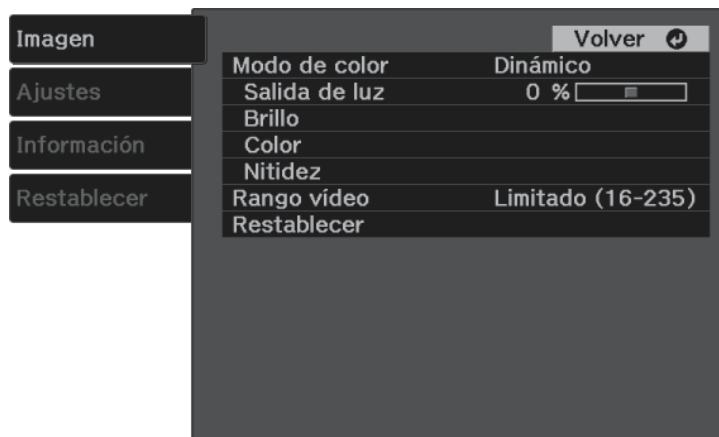 Imagen
Ajustes
Información
Restablecer
Volver
Modo de color Dinámico
Salida de luz 0 %
Brillo
Color
Nitidez
Rango vídeo Limitado (16-235)
Restablecer